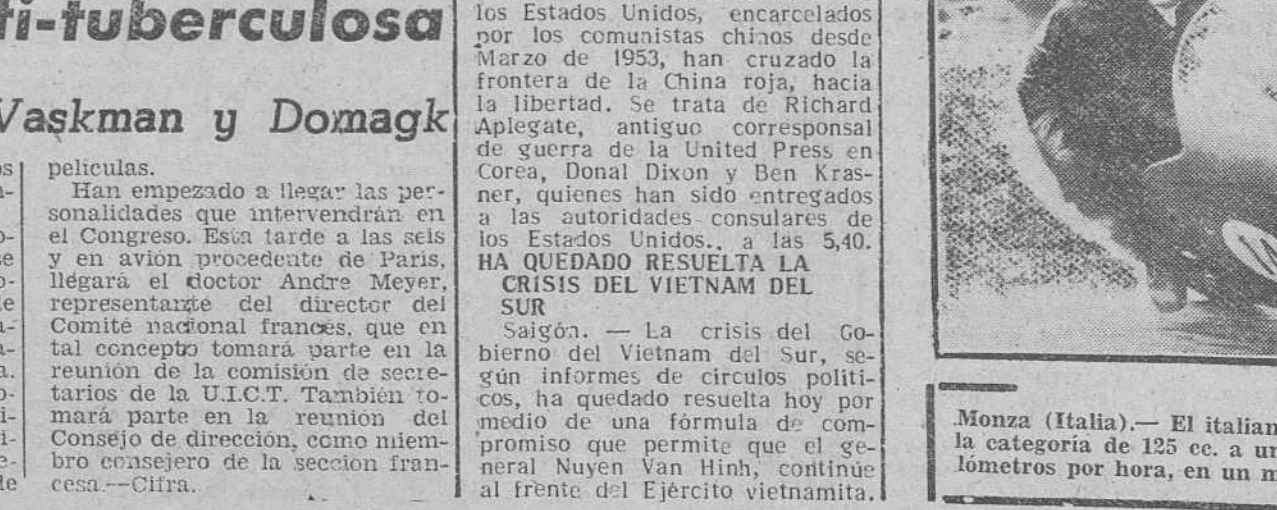 ti-tuberculosa
Vaskman y Domagk
películas.
Han empezado a llegar las per-
sonalidades que intervendrán en
el Congreso. Esta tarde a las seis
y en avión procedente de París,
llegará el doctor Andre Meyer,
representante del director del
Comité nacional francés, que en
tal concepto tomará parte en la
reunión de la comisión de secre-
tarios de la U.I.C.T. También to-
mará parte en la reunión del
Consejo de dirección, como miem-
bro consejero de la sección fran-
cesa.—Cifra.
los Estados Unidos, encarcelados
por los comunistas chinos desde
Marzo de 1953, han cruzado la
frontera de la China roja, hacia
la libertad. Se trata de Richard
Aplegate, antiguo corresponsal
de guerra de la United Press en
Corea, Donal Dixon y Ben Kras-
ner, quienes han sido entregados
a las autoridades consulares de
los Estados Unidos.. a las 5,40.
HA QUEDADO RESUELTA LA
CRISIS DEL VIETNAM DEL
SUR
Saigón. — La crisis del Go-
bierno del Vietnam del Sur, se-
gún informes de círculos políti-
cos, ha quedado resuelta hoy por
medio de una fórmula de com-
promiso que permite que el ge-
neral Nuyen Van Hinh, continúe
al frente del Ejército vietnamita.
Monza (Italia).— El italian
la categoría de 125 cc. a un
lómetros por hora, en un m